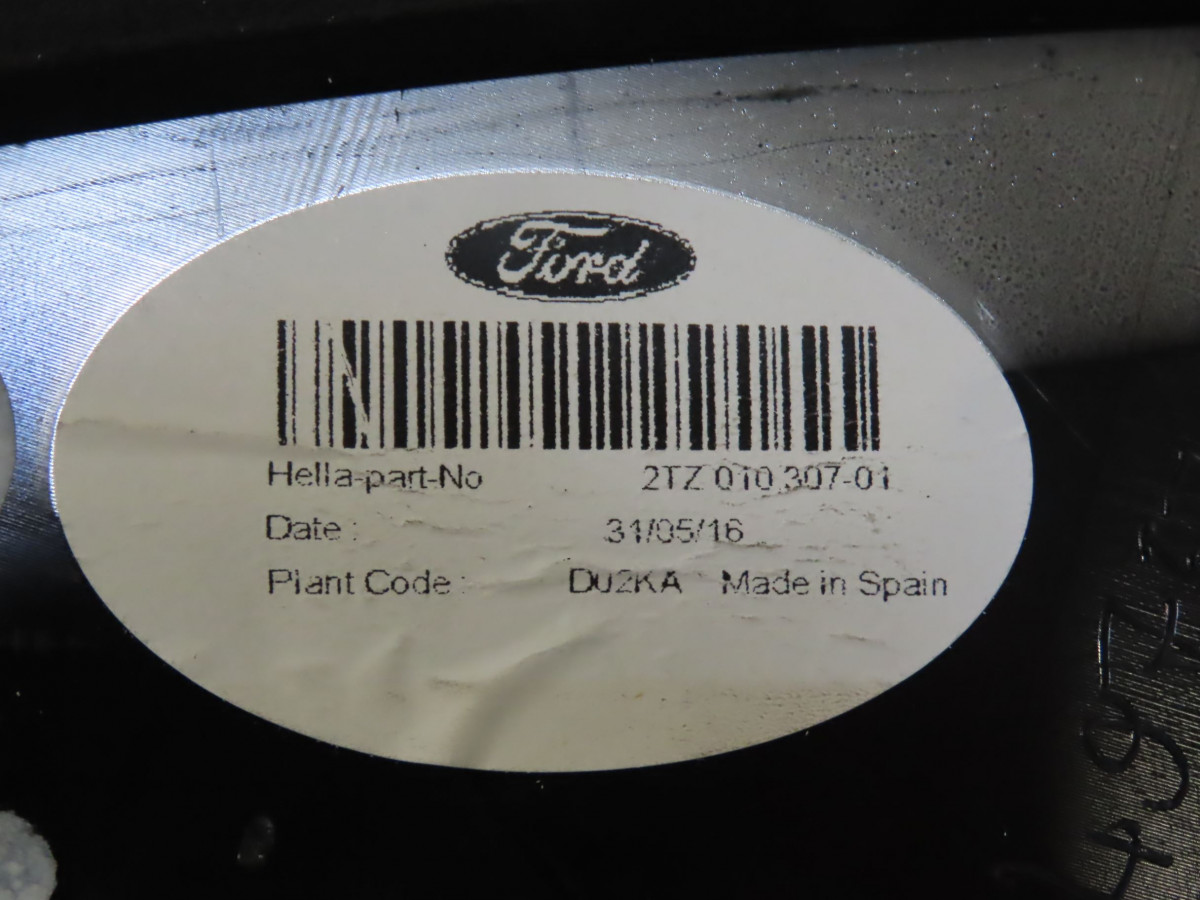 Ford
Hella-part-No 2TZ 010 307-01
Date : 31/05/16
Plant Code : D02KA Made in Spain